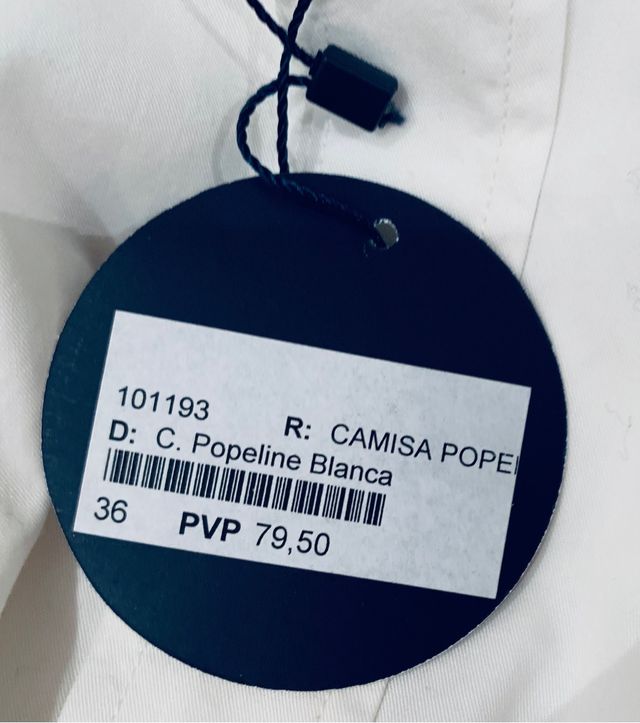 101193 R: CAMISA POPE
D: C. Popeline Blanca
36 PVP 79,50